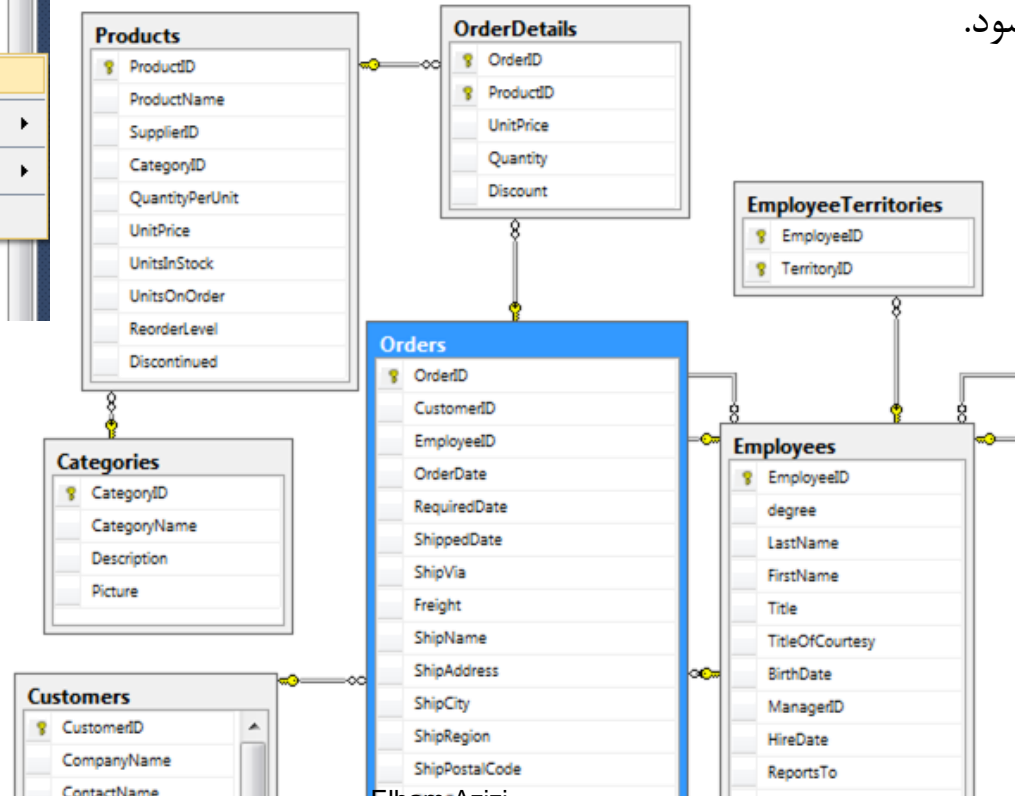 Products
ProductID
ProductName
SupplierID
CategoryID
QuantityPerUnit
UnitPrice
UnitsInStock
UnitsOnOrder
ReorderLevel
Discontinued
OrderDetails
OrderID
ProductID
UnitPrice
Quantity
Discount
EmployeeTerritories
EmployeeID
TerritoryID
Categories
CategoryID
CategoryName
Description
Picture
Orders
OrderID
CustomerID
EmployeeID
OrderDate
RequiredDate
ShippedDate
ShipVia
Freight
ShipName
ShipAddress
ShipCity
ShipRegion
ShipPostalCode
Employees
EmployeeID
degree
LastName
FirstName
Title
TitleOfCourtesy
BirthDate
ManagerID
HireDate
ReportsTo
Customers
CustomerID
CompanyName
ContactName